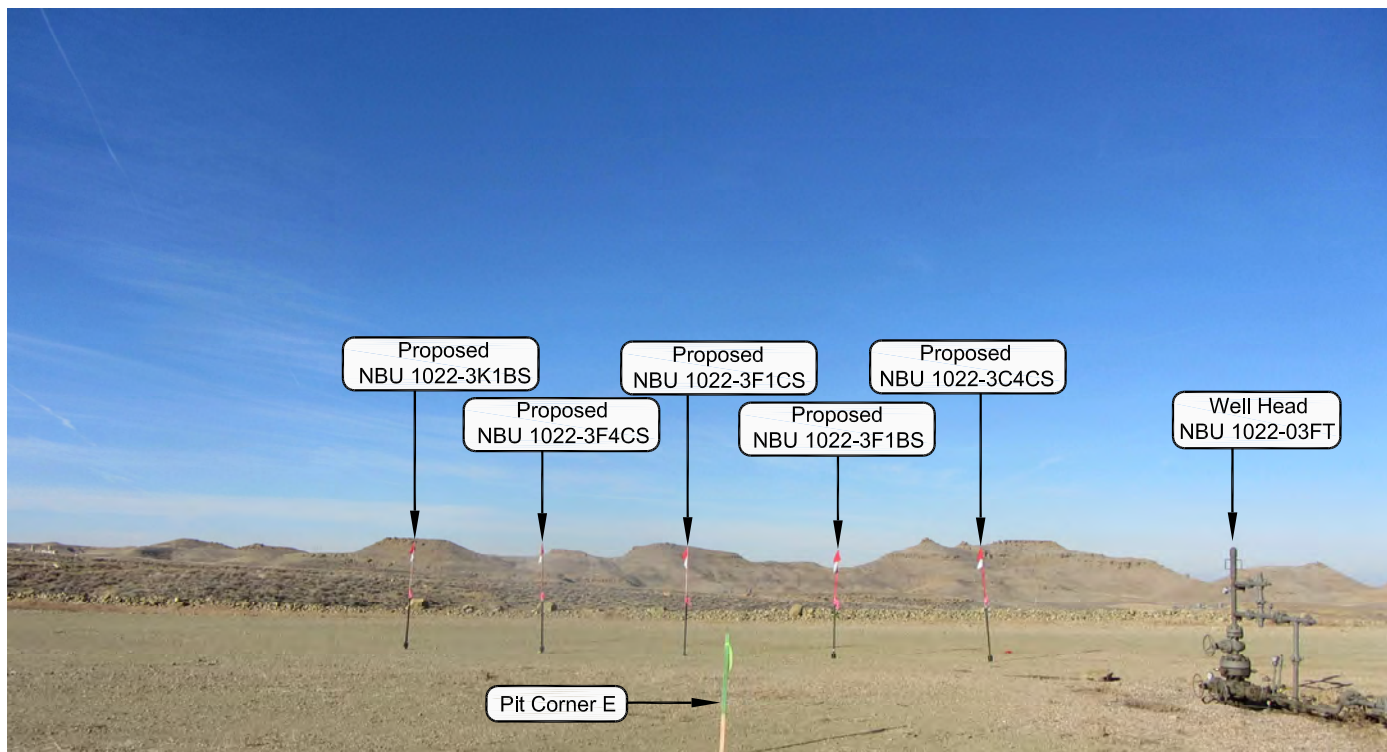 Proposed
NBU 1022-3K1BS
Proposed
NBU 1022-3F4CS
Proposed
NBU 1022-3F1CS
Proposed
NBU 1022-3F1BS
Proposed
NBU 1022-3C4CS
Well Head
NBU 1022-03FT
Pit Corner E